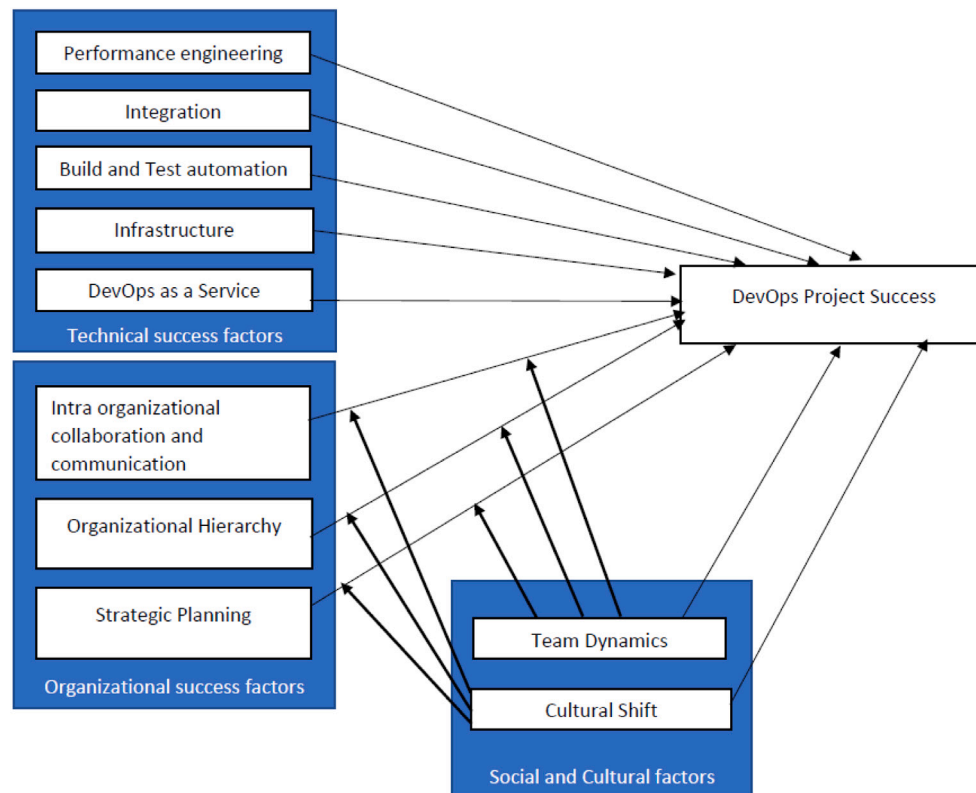 Performance engineering
Integration
Build and Test automation
Infrastructure
DevOps as a Service
Technical success factors
DevOps Project Success
Intra organizational
collaboration and
communication
Organizational Hierarchy
Strategic Planning
Organizational success factors
Team Dynamics
Cultural Shift
Social and Cultural factors